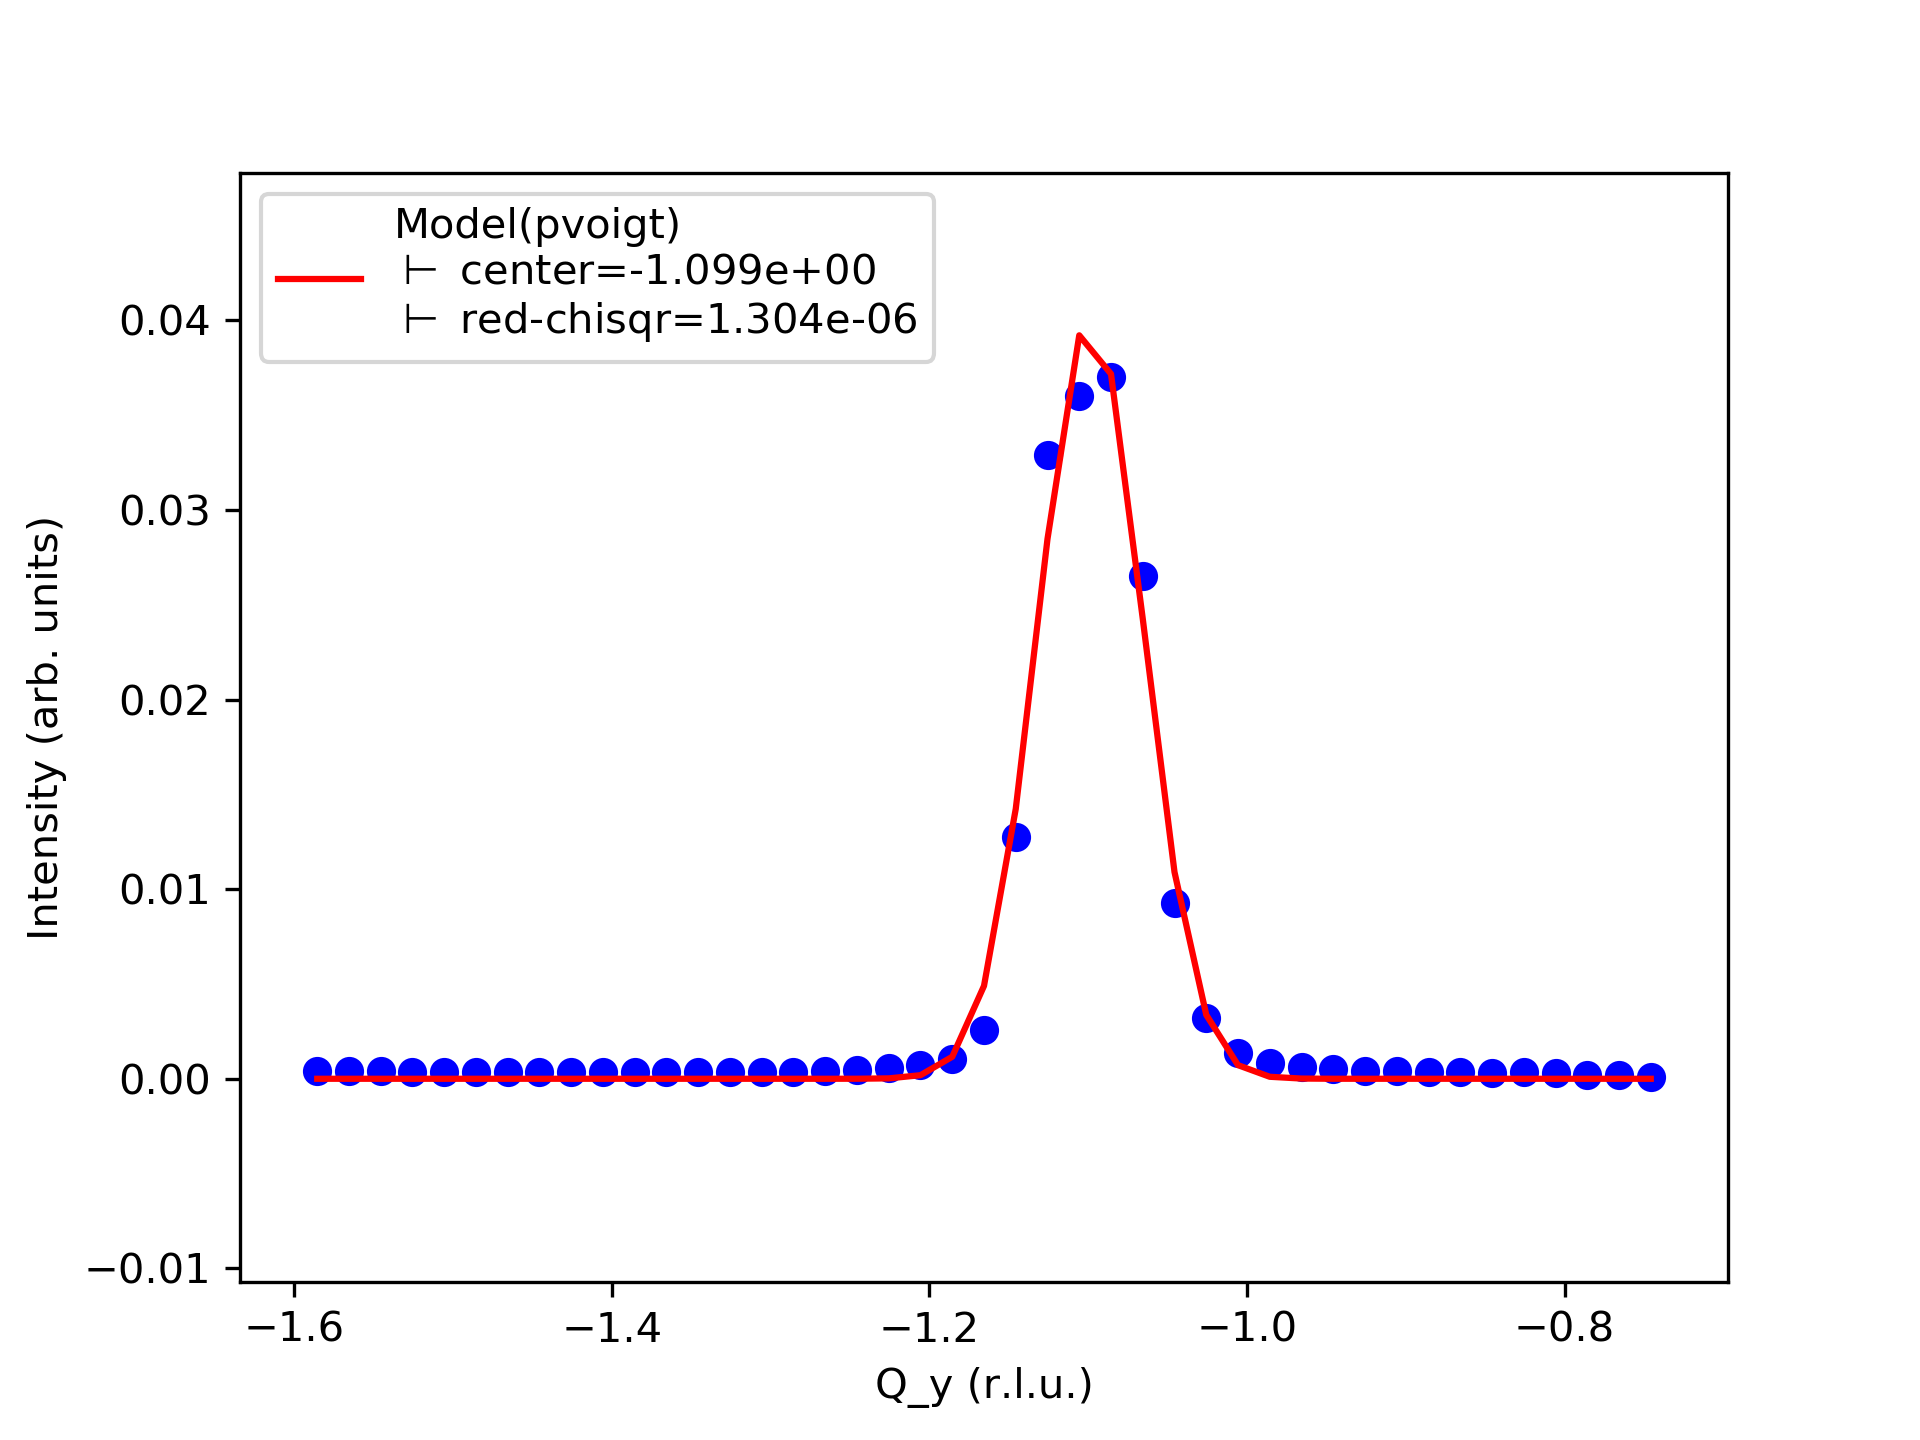 Model(pvoigt)
⊢ center=-1.099e+00
⊢ red-chisqr=1.304e-06
0.04
0.03
0.02
0.01
0.00
−0.01
Intensity (arb. units)
−1.6 −1.4 −1.2 −1.0 −0.8
Q_y (r.l.u.)